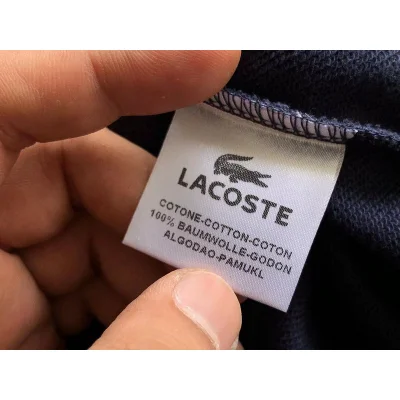 LACOSTE
COTONE-COTTON-COTON
100% BAUMWOLLE-GODON
ALGODAO-PAMUKL